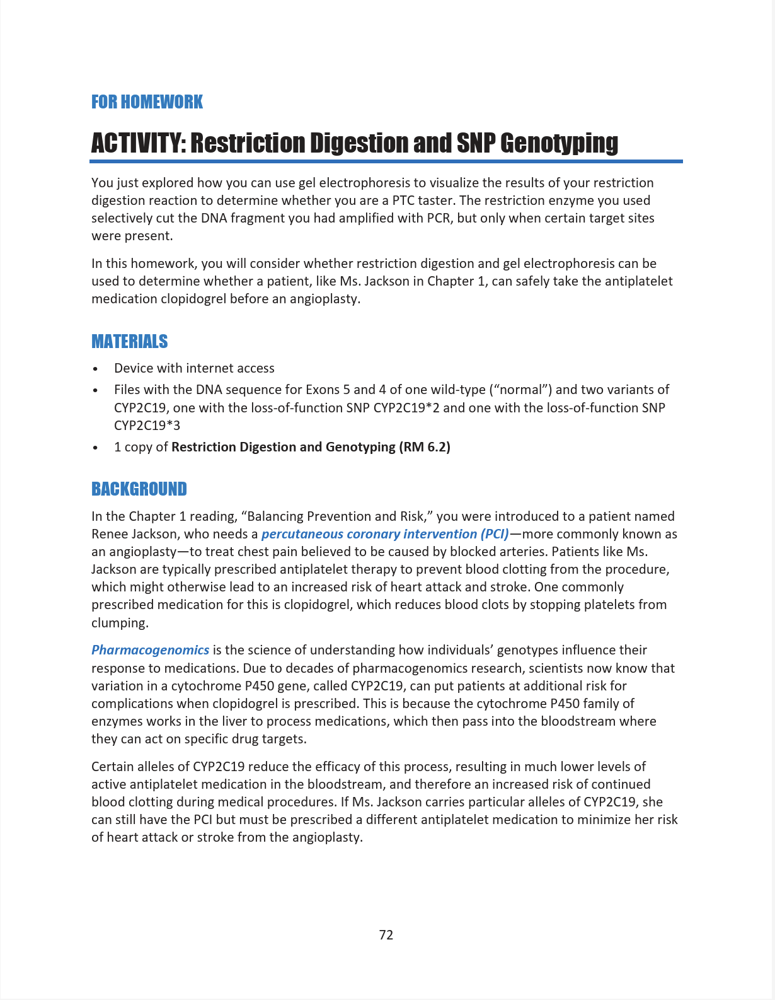 FOR HOMEWORK
ACTIVITY: Restriction Digestion and SNP Genotyping
You just explored how you can use gel electrophoresis to visualize the results of your restriction
digestion reaction to determine whether you are a PTC taster. The restriction enzyme you used
selectively cut the DNA fragment you had amplified with PCR, but only when certain target sites
were present.
In this homework, you will consider whether restriction digestion and gel electrophoresis can be
used to determine whether a patient, like Ms. Jackson in Chapter 1, can safely take the antiplatelet
medication clopidogrel before an angioplasty.
MATERIALS
• Device with internet access
• Files with the DNA sequence for Exons 5 and 4 of one wild-type (“normal”) and two variants of
CYP2C19, one with the loss-of-function SNP CYP2C19*2 and one with the loss-of-function SNP
CYP2C19*3
• 1 copy of Restriction Digestion and Genotyping (RM 6.2)
BACKGROUND
In the Chapter 1 reading, “Balancing Prevention and Risk,” you were introduced to a patient named
Renee Jackson, who needs a percutaneous coronary intervention (PCI)—more commonly known as
an angioplasty—to treat chest pain believed to be caused by blocked arteries. Patients like Ms.
Jackson are typically prescribed antiplatelet therapy to prevent blood clotting from the procedure,
which might otherwise lead to an increased risk of heart attack and stroke. One commonly
prescribed medication for this is clopidogrel, which reduces blood clots by stopping platelets from
clumping.
Pharmacogenomics is the science of understanding how individuals’ genotypes influence their
response to medications. Due to decades of pharmacogenomics research, scientists now know that
variation in a cytochrome P450 gene, called CYP2C19, can put patients at additional risk for
complications when clopidogrel is prescribed. This is because the cytochrome P450 family of
enzymes works in the liver to process medications, which then pass into the bloodstream where
they can act on specific drug targets.
Certain alleles of CYP2C19 reduce the efficacy of this process, resulting in much lower levels of
active antiplatelet medication in the bloodstream, and therefore an increased risk of continued
blood clotting during medical procedures. If Ms. Jackson carries particular alleles of CYP2C19, she
can still have the PCI but must be prescribed a different antiplatelet medication to minimize her risk
of heart attack or stroke from the angioplasty.
72